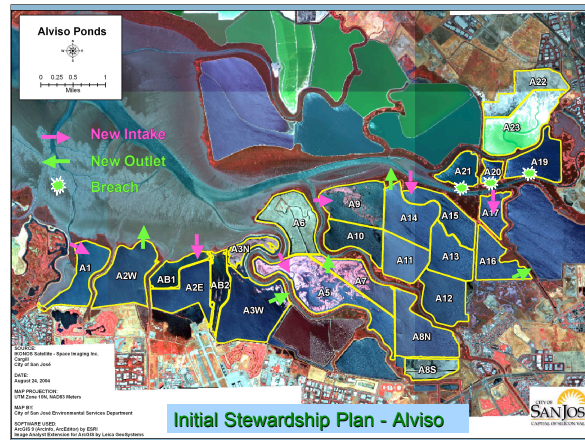 Alviso Ponds
0 0.25 0.5 1
Miles
New Intake
New Outlet
Breach
A22
A23
A21
A20
A19
A17
A9
A14
A15
A6
A10
A3N
A11
A13
A16
A1
A2W
AB1
A2E
AB2
A5
A7
A3W
A12
A8N
A8S
SOURCE:
IKONOS Satellite - Space Imaging Inc.
Cargill
City of San José
DATE:
August 24, 2004
MAP PROJECTION:
UTM Zone 10N, NAD83 Meters
MAP BY:
City of San José Environmental Services Department
SOFTWARE USED:
ArcGIS 9 (ArcInfo, ArcEditor) by ESRI
Image Analyst Extension for ArcGIS by Leica GeoSystems
Initial Stewardship Plan - Alviso
CITY OF
SAN JOS
CAPITAL OF SILICON VAL